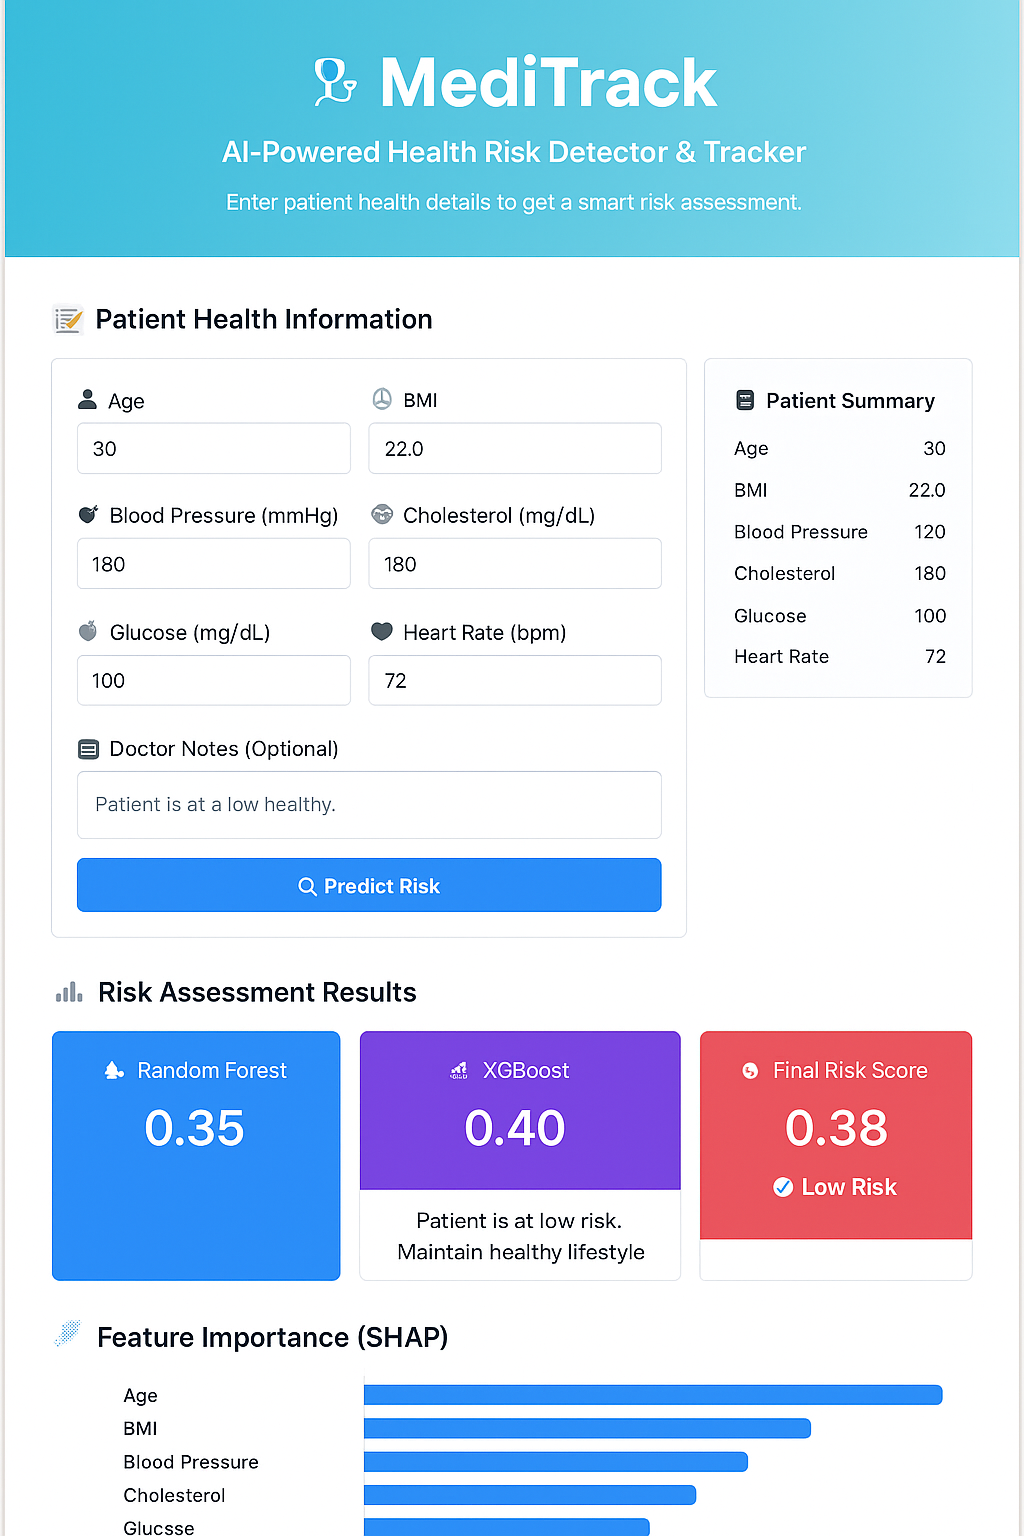 MediTrack
AI-Powered Health Risk Detector & Tracker
Enter patient health details to get a smart risk assessment.
Patient Health Information
Age
30
BMI
22.0
Blood Pressure (mmHg)
180
Cholesterol (mg/dL)
180
Glucose (mg/dL)
100
Heart Rate (bpm)
72
Doctor Notes (Optional)
Patient is at a low healthy.
Predict Risk
Patient Summary
Age 30
BMI 22.0
Blood Pressure 120
Cholesterol 180
Glucose 100
Heart Rate 72
Risk Assessment Results
Random Forest
0.35
XGBoost
0.40
Patient is at low risk.
Maintain healthy lifestyle
Final Risk Score
0.38
Low Risk
Feature Importance (SHAP)
Age
BMI
Blood Pressure
Cholesterol
Glucsse